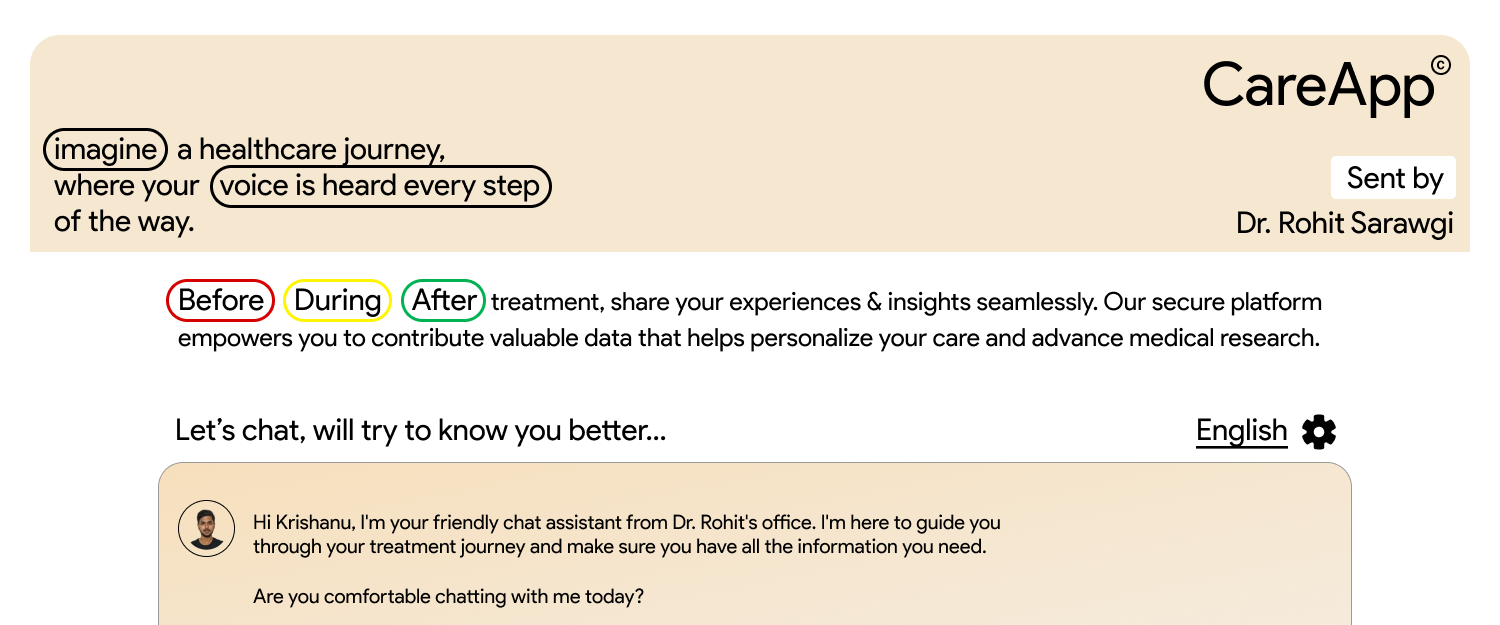 CareApp©
imagine a healthcare journey,
where your voice is heard every step
of the way.
Sent by
Dr. Rohit Sarawgi
Before During After treatment, share your experiences & insights seamlessly. Our secure platform
empowers you to contribute valuable data that helps personalize your care and advance medical research.
Let’s chat, will try to know you better...
English
Hi Krishanu, I'm your friendly chat assistant from Dr. Rohit's office. I'm here to guide you
through your treatment journey and make sure you have all the information you need.
Are you comfortable chatting with me today?